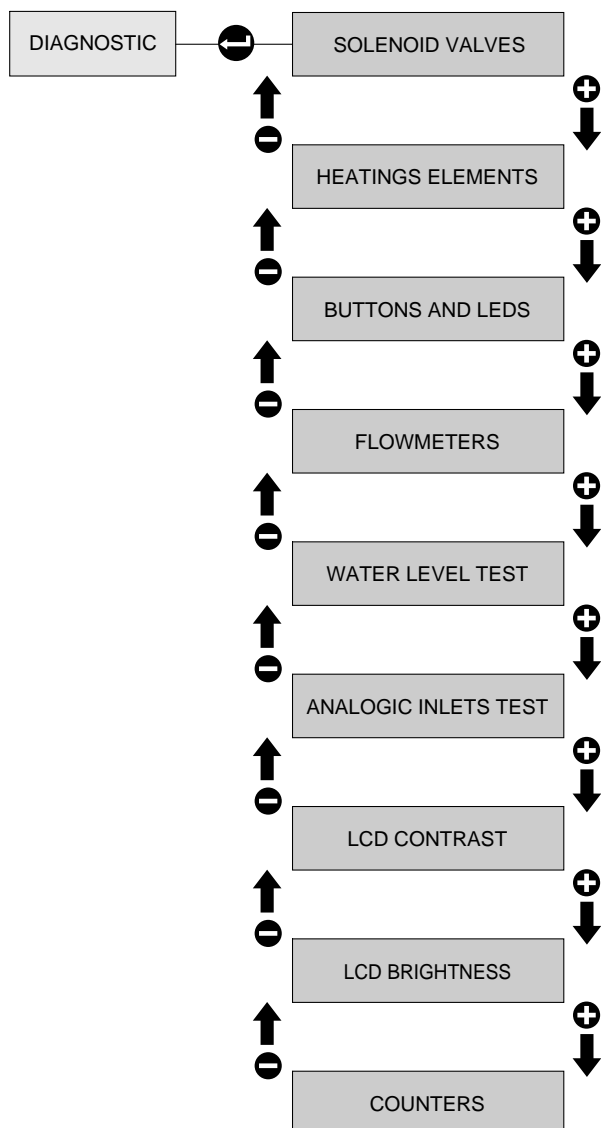 DIAGNOSTIC
SOLENOID VALVES
HEATINGS ELEMENTS
BUTTONS AND LEDS
FLOWMETERS
WATER LEVEL TEST
ANALOGIC INLETS TEST
LCD CONTRAST
LCD BRIGHTNESS
COUNTERS